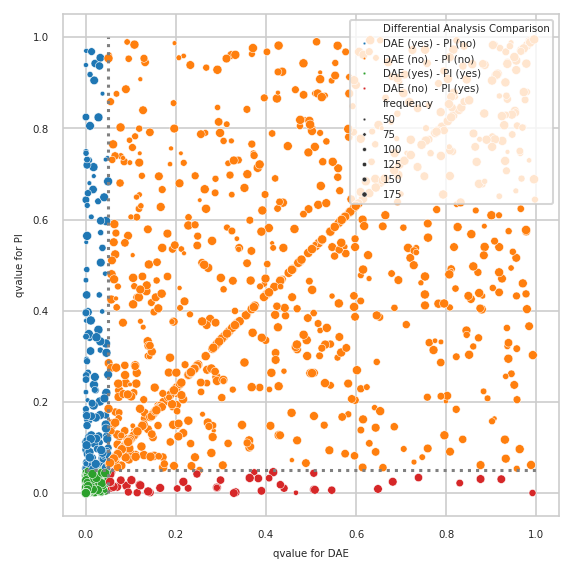 Differential Analysis Comparison
DAE (yes) - PI (no)
DAE (no)  - PI (no)
DAE (yes) - PI (yes)
DAE (no)  - PI (yes)
frequency
50
75
100
125
150
175
1.0
0.8
0.6
0.4
0.2
0.0
qvalue for PI
0.0 0.2 0.4 0.6 0.8 1.0
qvalue for DAE